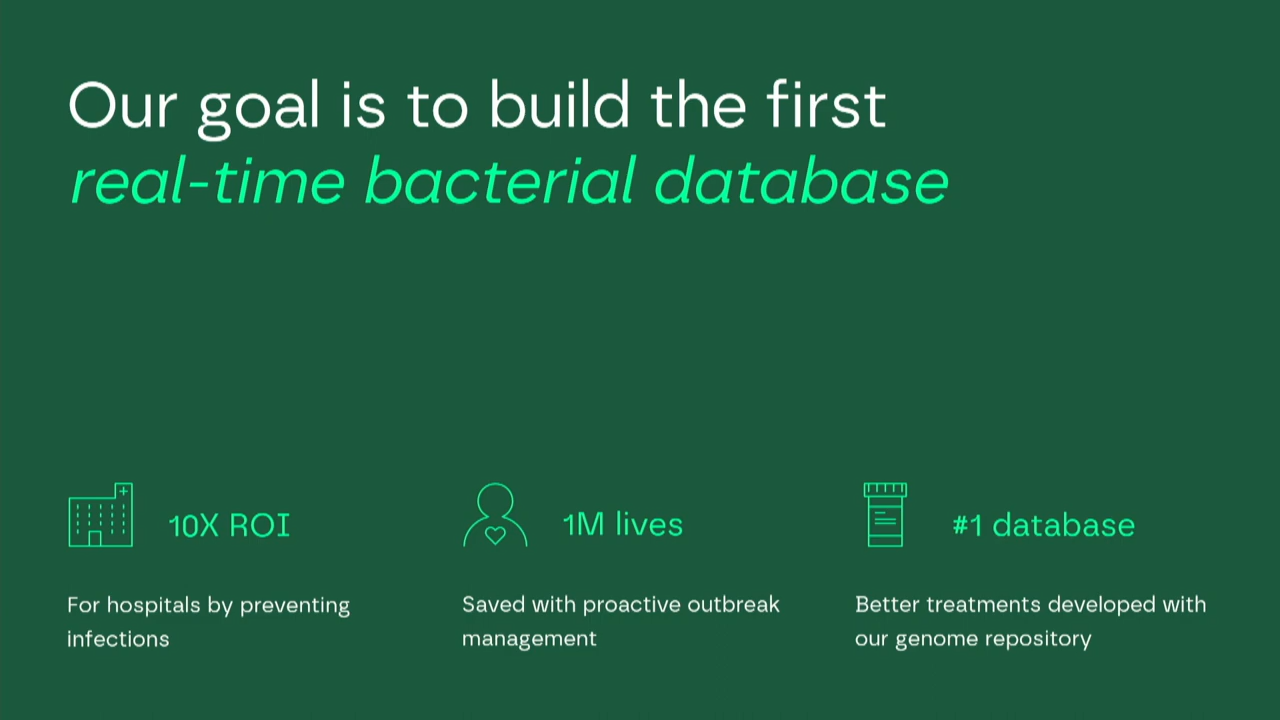 Our goal is to build the first
real-time bacterial database
10X ROI
For hospitals by preventing
infections
1M lives
Saved with proactive outbreak
management
#1 database
Better treatments developed with
our genome repository